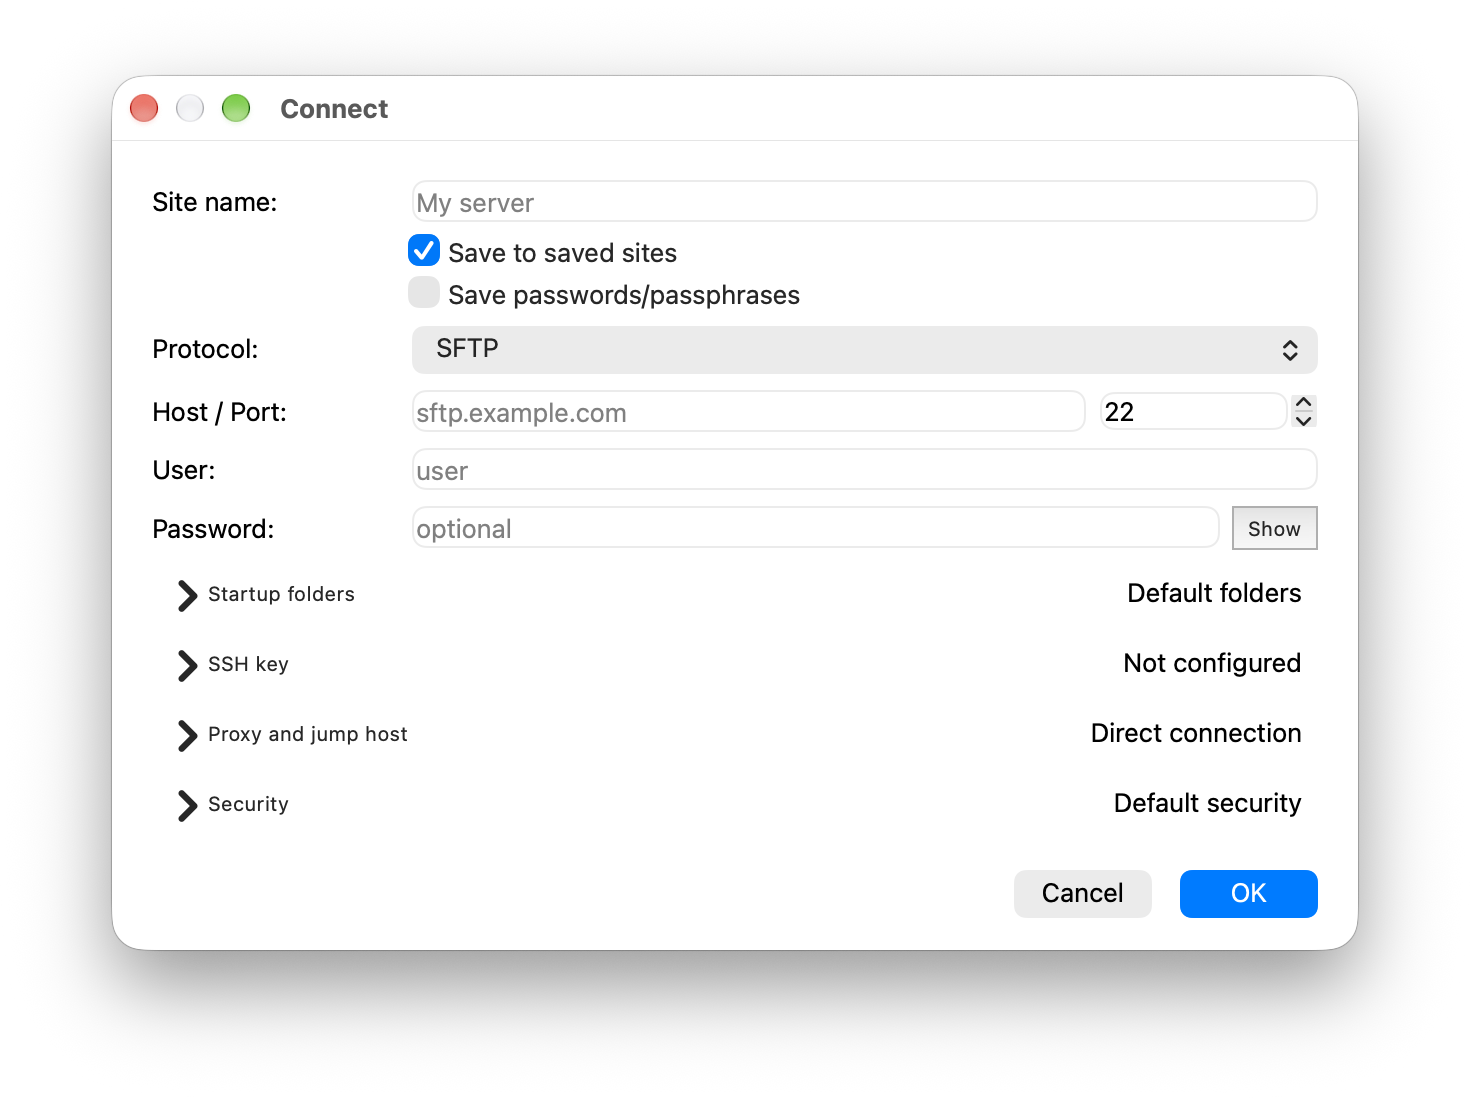 Connect
Site name: My server
Save to saved sites
Save passwords/passphrases
Protocol: SFTP
Host / Port: sftp.example.com 22
User: user
Password: optional Show
Startup folders Default folders
SSH key Not configured
Proxy and jump host Direct connection
Security Default security
Cancel OK